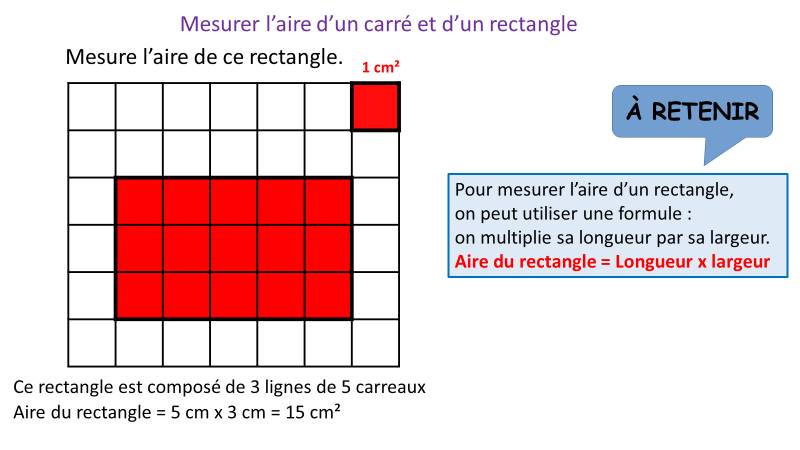 Mesurer l’aire d’un carré et d’un rectangle
Mesure l’aire de ce rectangle.
1 cm²
À RETENIR
Pour mesurer l’aire d’un rectangle,
on peut utiliser une formule :
on multiplie sa longueur par sa largeur.
Aire du rectangle = Longueur x largeur
Ce rectangle est composé de 3 lignes de 5 carreaux
Aire du rectangle = 5 cm x 3 cm = 15 cm²